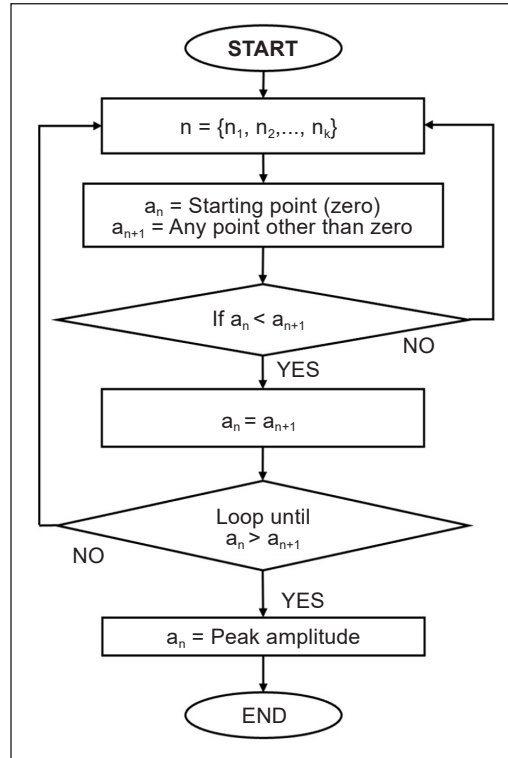 START
n = {n₁, n₂,..., nₖ}
aₙ = Starting point (zero)
aₙ₊₁ = Any point other than zero
If aₙ < aₙ₊₁
NO
YES
aₙ = aₙ₊₁
Loop until
aₙ > aₙ₊₁
NO
YES
aₙ = Peak amplitude
END